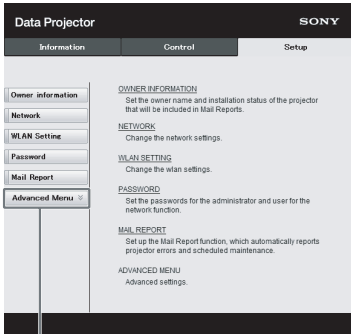 Data Projector
SONY
Information
Control
Setup
Owner information
Network
WLAN Setting
Password
Mail Report
Advanced Menu
OWNER INFORMATION
Set the owner name and installation status of the projector
that will be included in Mail Reports.
NETWORK
Change the network settings.
WLAN SETTING
Change the wlan settings.
PASSWORD
Set the passwords for the administrator and user for the
network function.
MAIL REPORT
Set up the Mail Report function, which automatically reports
projector errors and scheduled maintenance.
ADVANCED MENU
Advanced settings.